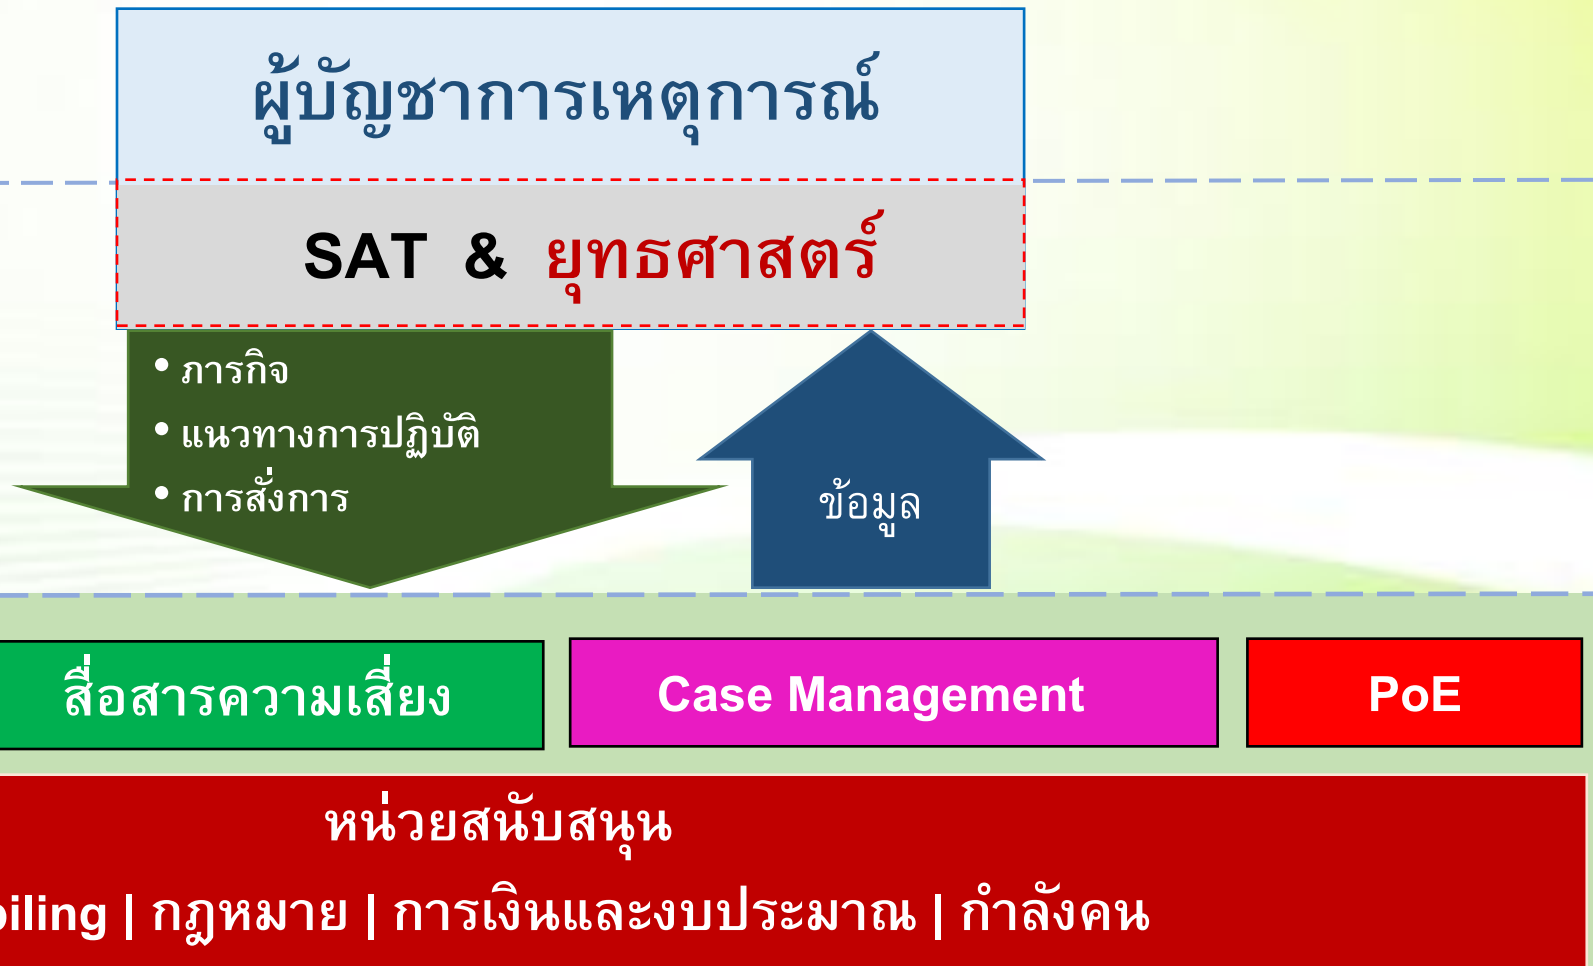 ผู้บัญชาการเหตุการณ์
SAT & ยุทธศาสตร์
• ภารกิจ
• แนวทางการปฏิบัติ
• การสั่งการ
ข้อมูล
สื่อสารความเสี่ยง
Case Management
PoE
หน่วยสนับสนุน
| กฎหมาย | การเงินและงบประมาณ | กำลังคน